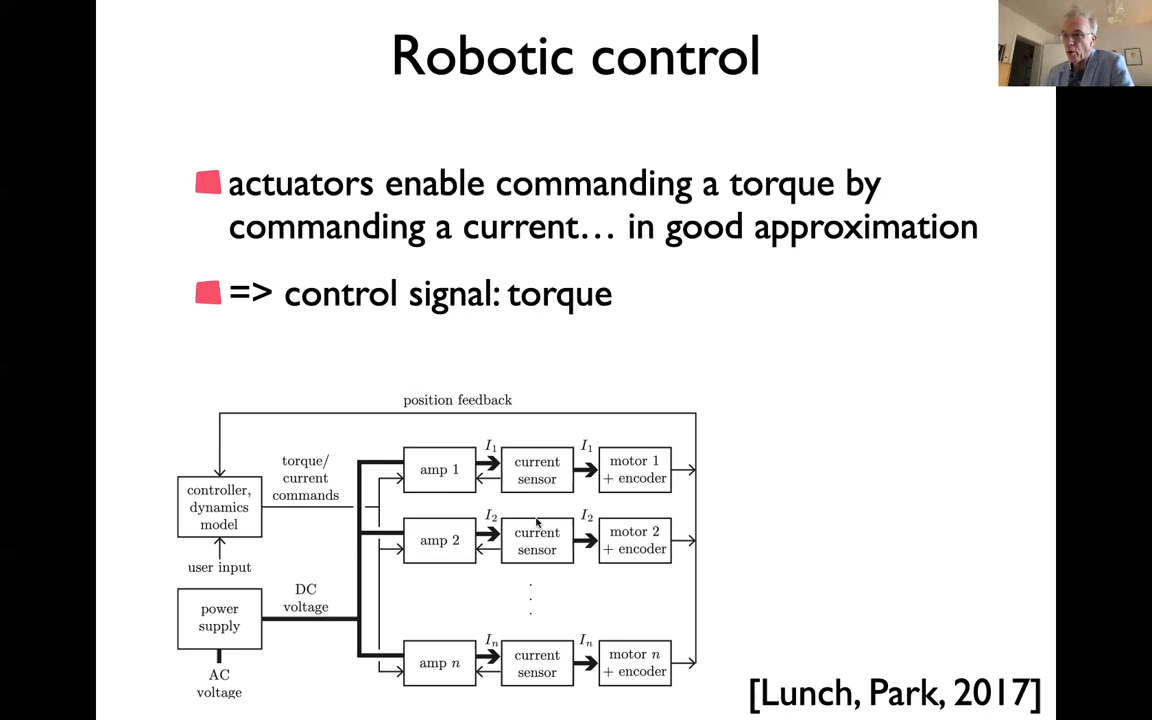 Robotic control
actuators enable commanding a torque by
commanding a current… in good approximation
=> control signal: torque
position feedback
torque/
current
commands
controller,
dynamics
model
user input
DC
voltage
power
supply
AC
voltage
amp 1
I1
current
sensor
I1
motor 1
+ encoder
amp 2
I2
current
sensor
I2
motor 2
+ encoder
.
.
.
amp n
In
current
sensor
In
motor n
+ encoder
[Lunch, Park, 2017]